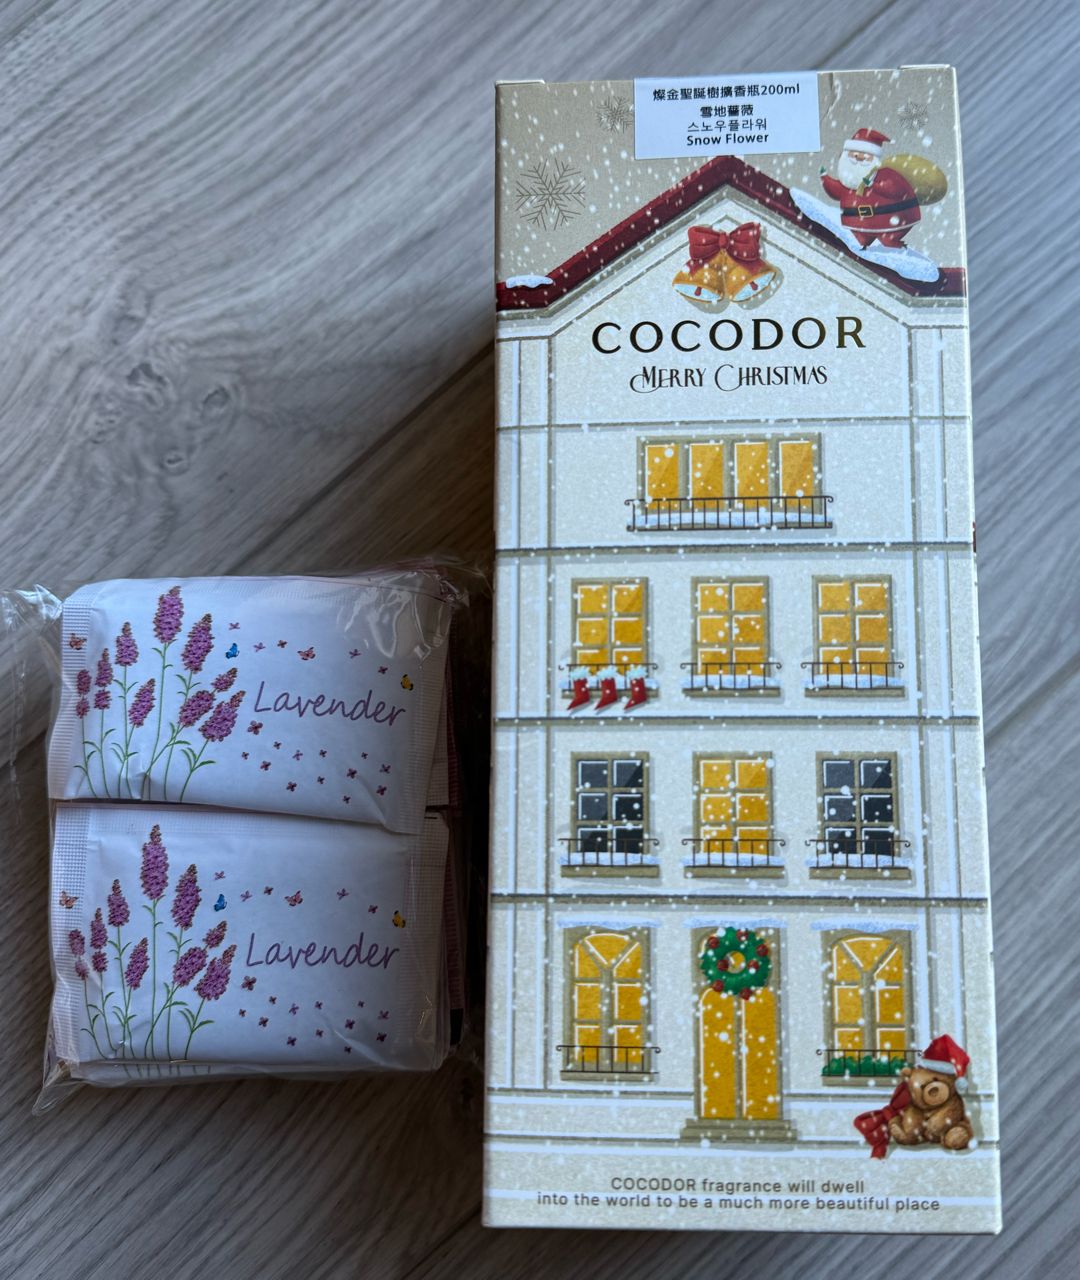 燦金聖誕樹擴香瓶200ml
雪地薔薇
스노우플라워
Snow Flower
COCODOR
MERRY CHRISTMAS
Lavender
Lavender
COCODOR fragrance will dwell
into the world to be a much more beautiful place